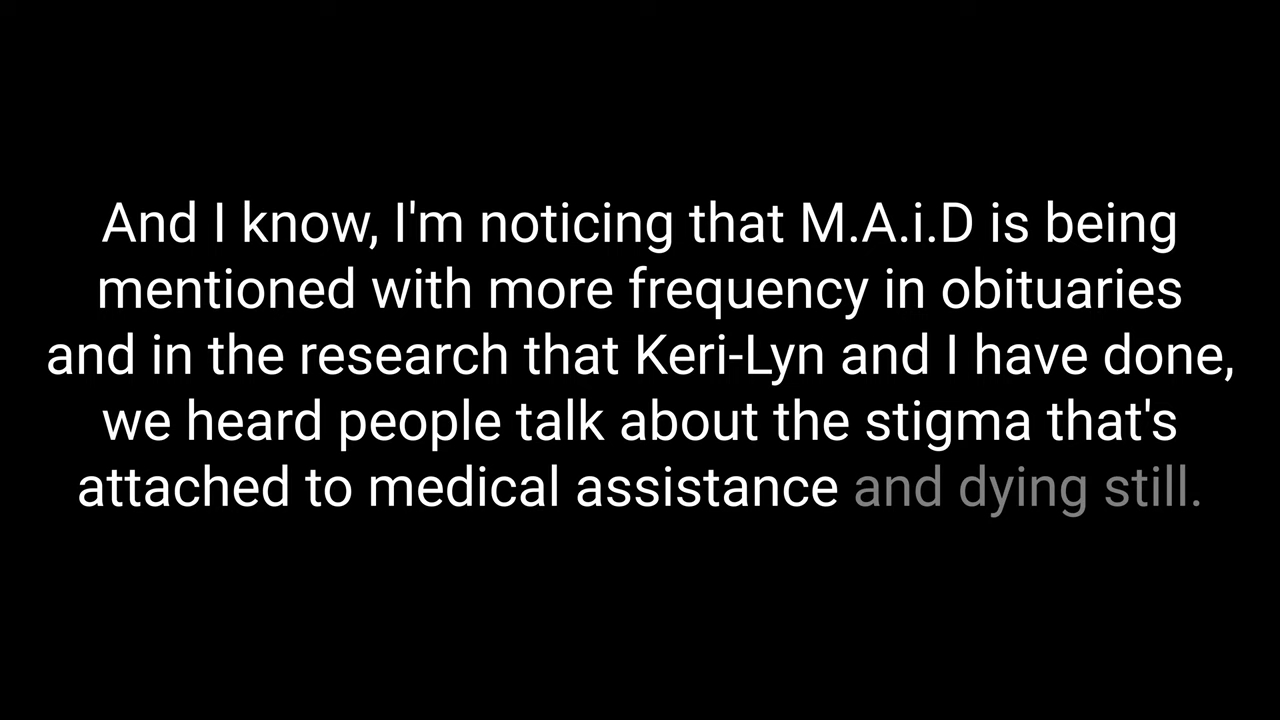 And I know, I'm noticing that M.A.i.D is being
mentioned with more frequency in obituaries
and in the research that Keri-Lyn and I have done,
we heard people talk about the stigma that's
attached to medical assistance and dying still.